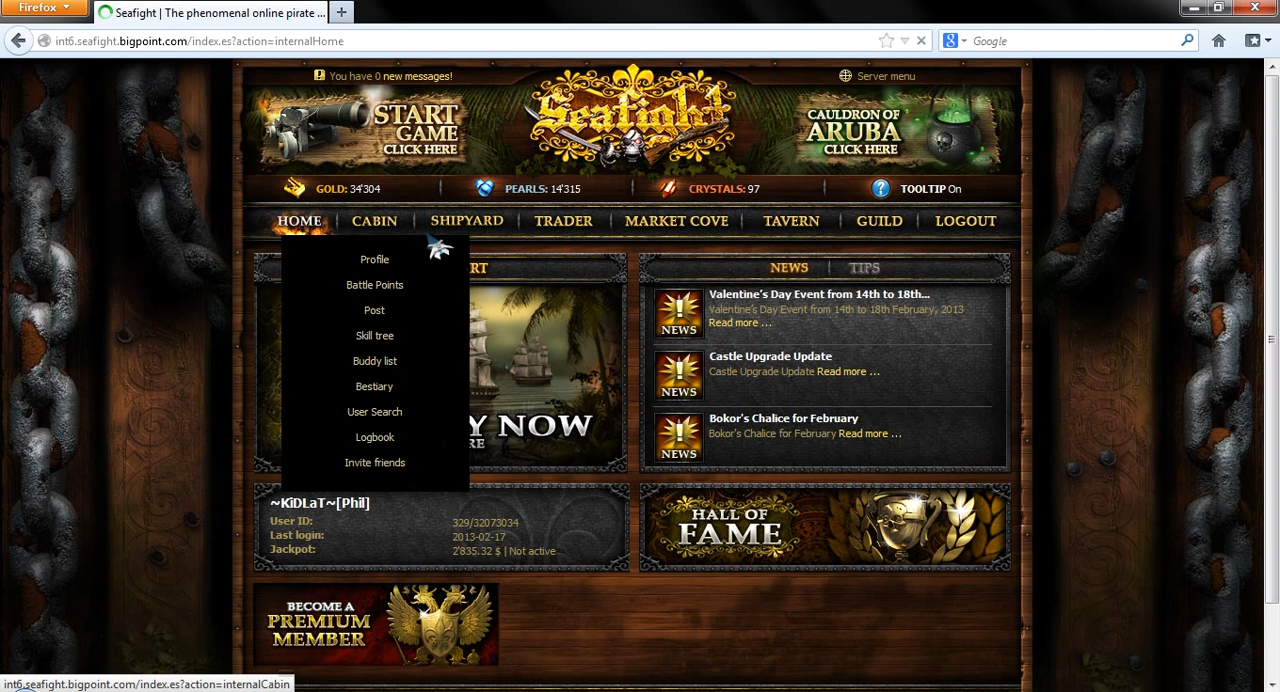 Firefox
Seafight | The phenomenal online pirate ...
int6.seafight.bigpoint.com/index.es?action=internalHome
Google
You have 0 new messages!
Server menu
START
GAME
CLICK HERE
Seafight
CAULDRON OF
ARUBA
CLICK HERE
GOLD: 34'304
PEARLS: 14'315
CRYSTALS: 97
TOOLTIP On
HOME
CABIN
SHIPYARD
TRADER
MARKET COVE
TAVERN
GUILD
LOGOUT
Profile
Battle Points
Post
Skill tree
Buddy list
Bestiary
User Search
Logbook
Invite friends
RT
Y NOW
RE
NEWS
TIPS
NEWS
Valentine's Day Event from 14th to 18th...
Valentine's Day Event from 14th to 18th February, 2013
Read more ...
NEWS
Castle Upgrade Update
Castle Upgrade Update Read more ...
NEWS
Bokor's Chalice for February
Bokor's Chalice for February Read more ...
~KiDLaT~[Phil]
User ID: 329/32073034
Last login: 2013-02-17
Jackpot: 2'835.32 $ | Not active
HALL OF
FAME
BECOME A
PREMIUM
MEMBER
int6.seafight.bigpoint.com/index.es?action=internalCabin